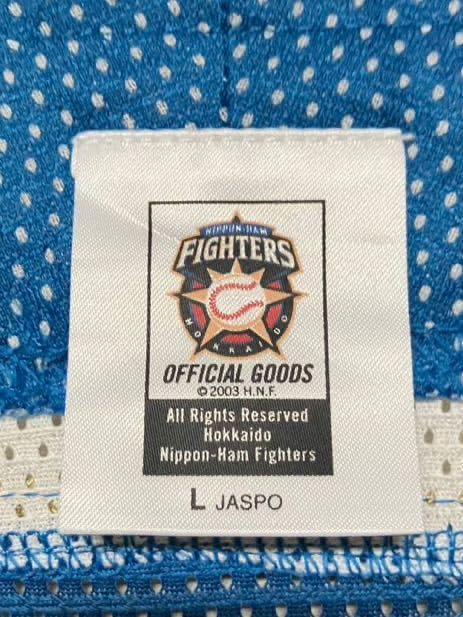 NIPPON-HAM
FIGHTERS
HOKKAIDO
OFFICIAL GOODS
©2003 H.N.F.
All Rights Reserved
Hokkaido
Nippon-Ham Fighters
L JASPO